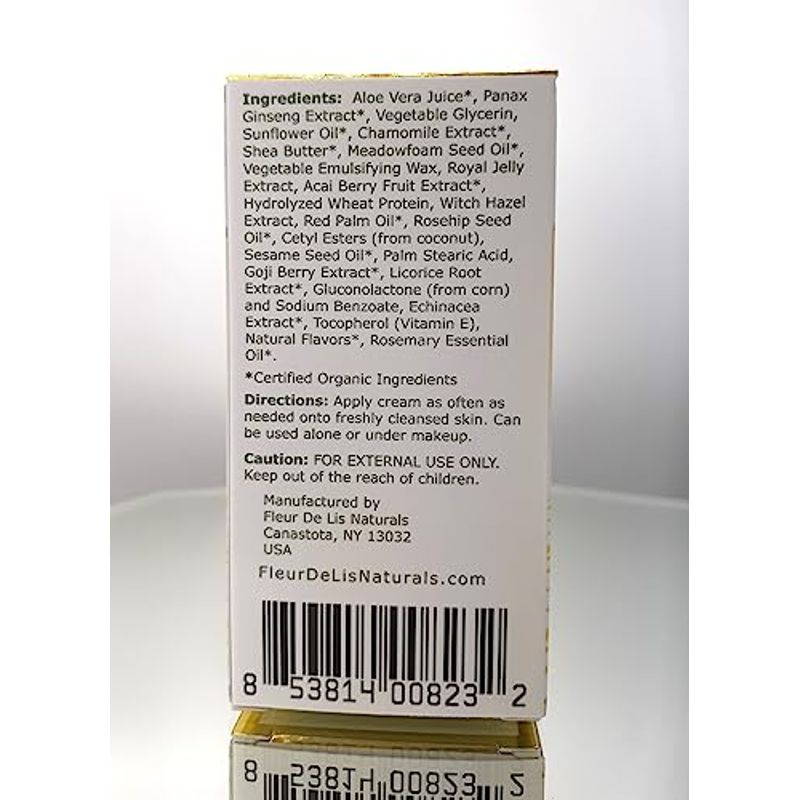 Ingredients: Aloe Vera Juice*, Panax
Ginseng Extract*, Vegetable Glycerin,
Sunflower Oil*, Chamomile Extract*,
Shea Butter*, Meadowfoam Seed Oil*,
Vegetable Emulsifying Wax, Royal Jelly
Extract, Acai Berry Fruit Extract*,
Hydrolyzed Wheat Protein, Witch Hazel
Extract, Red Palm Oil*, Rosehip Seed
Oil*, Cetyl Esters (from coconut),
Sesame Seed Oil*, Palm Stearic Acid,
Goji Berry Extract*, Licorice Root
Extract*, Gluconolactone (from corn)
and Sodium Benzoate, Echinacea
Extract*, Tocopherol (Vitamin E),
Natural Flavors*, Rosemary Essential
Oil*.
*Certified Organic Ingredients
Directions: Apply cream as often as
needed onto freshly cleansed skin. Can
be used alone or under makeup.
Caution: FOR EXTERNAL USE ONLY.
Keep out of the reach of children.
Manufactured by
Fleur De Lis Naturals
Canastota, NY 13032
USA
FleurDeLisNaturals.com
8 53814 00823 2